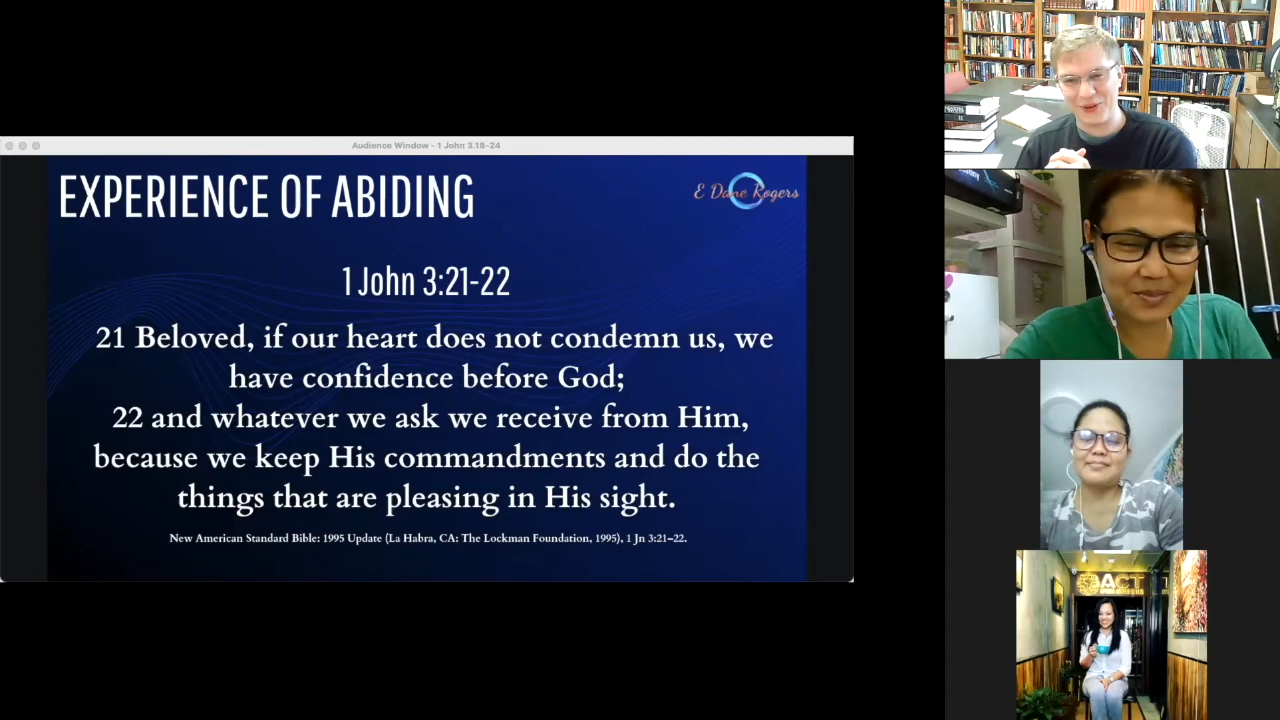 Audience Window - 1 John 3.18-24
EXPERIENCE OF ABIDING
E Dane Rogers
1 John 3:21-22
21 Beloved, if our heart does not condemn us, we
have confidence before God;
22 and whatever we ask we receive from Him,
because we keep His commandments and do the
things that are pleasing in His sight.
New American Standard Bible: 1995 Update (La Habra, CA: The Lockman Foundation, 1995), 1 Jn 3:21–22.
ACT